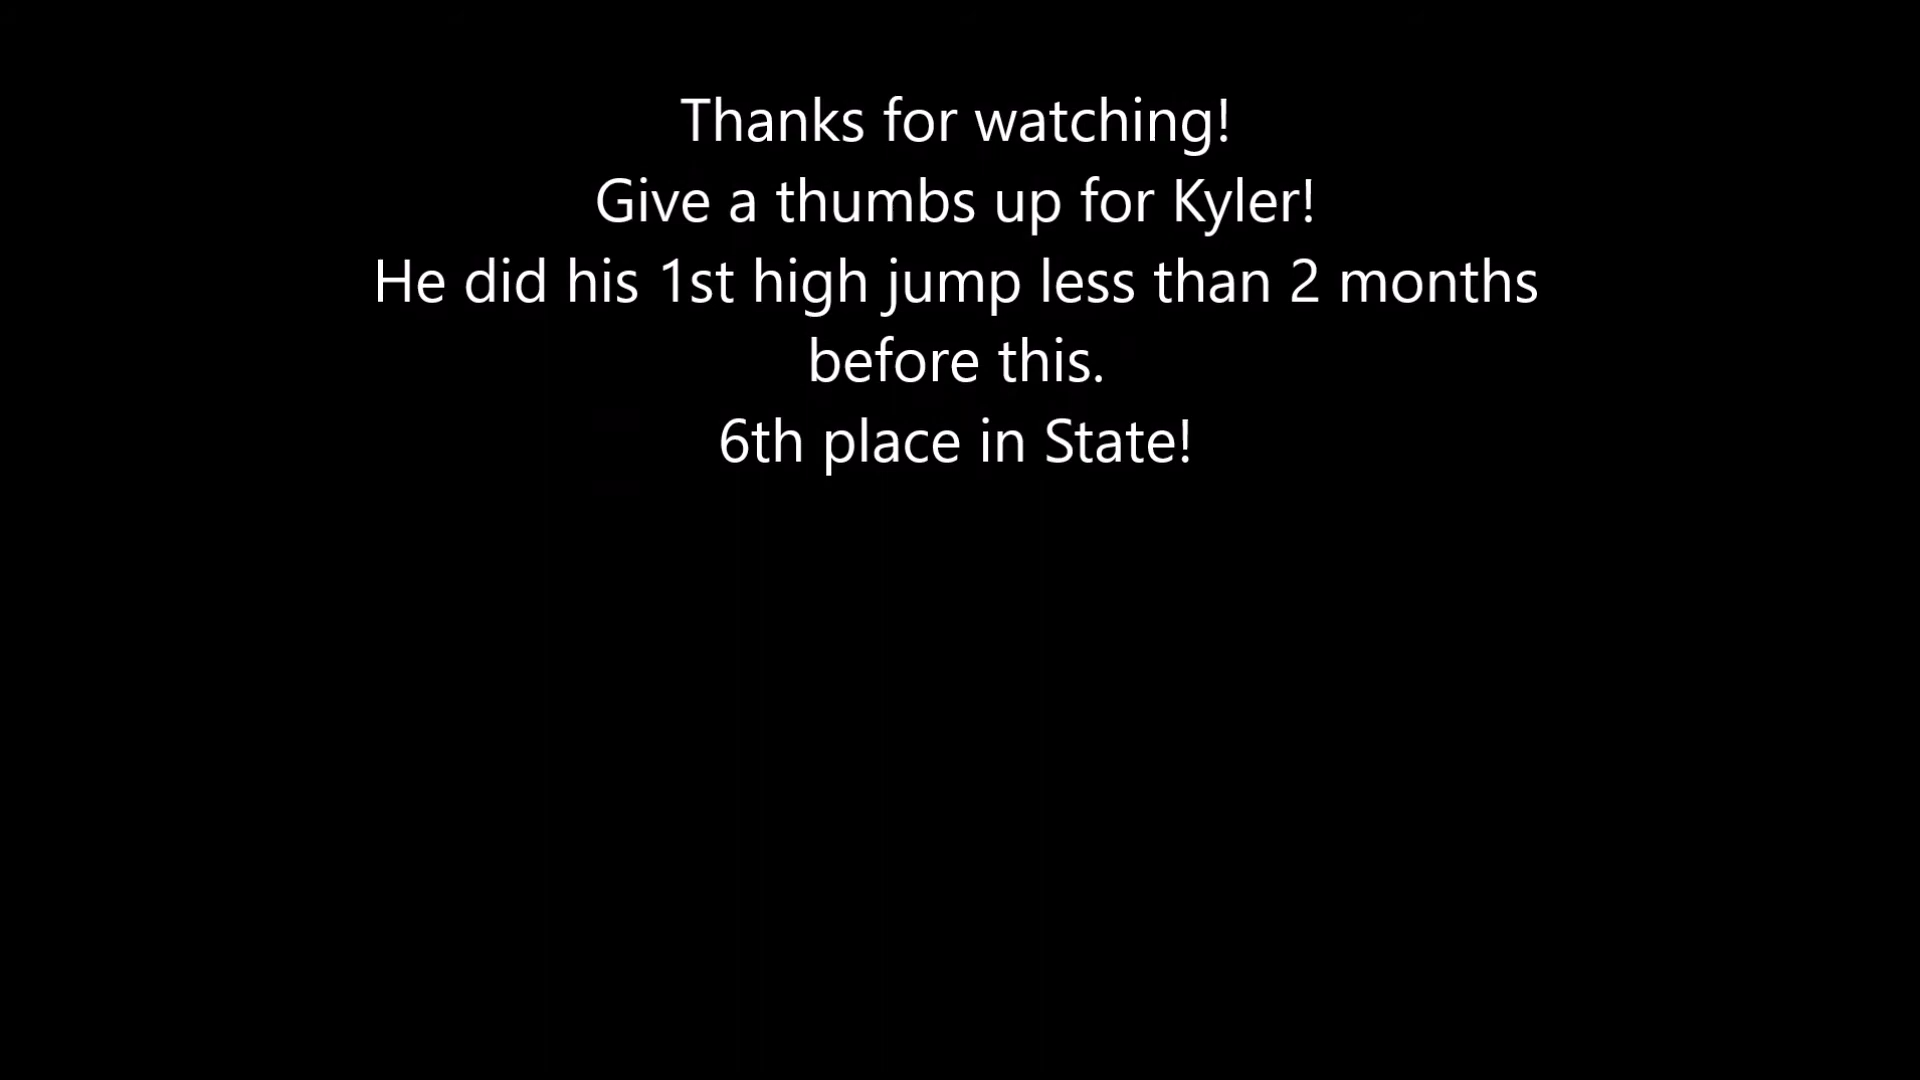 Thanks for watching!
Give a thumbs up for Kyler!
He did his 1st high jump less than 2 months
before this.
6th place in State!